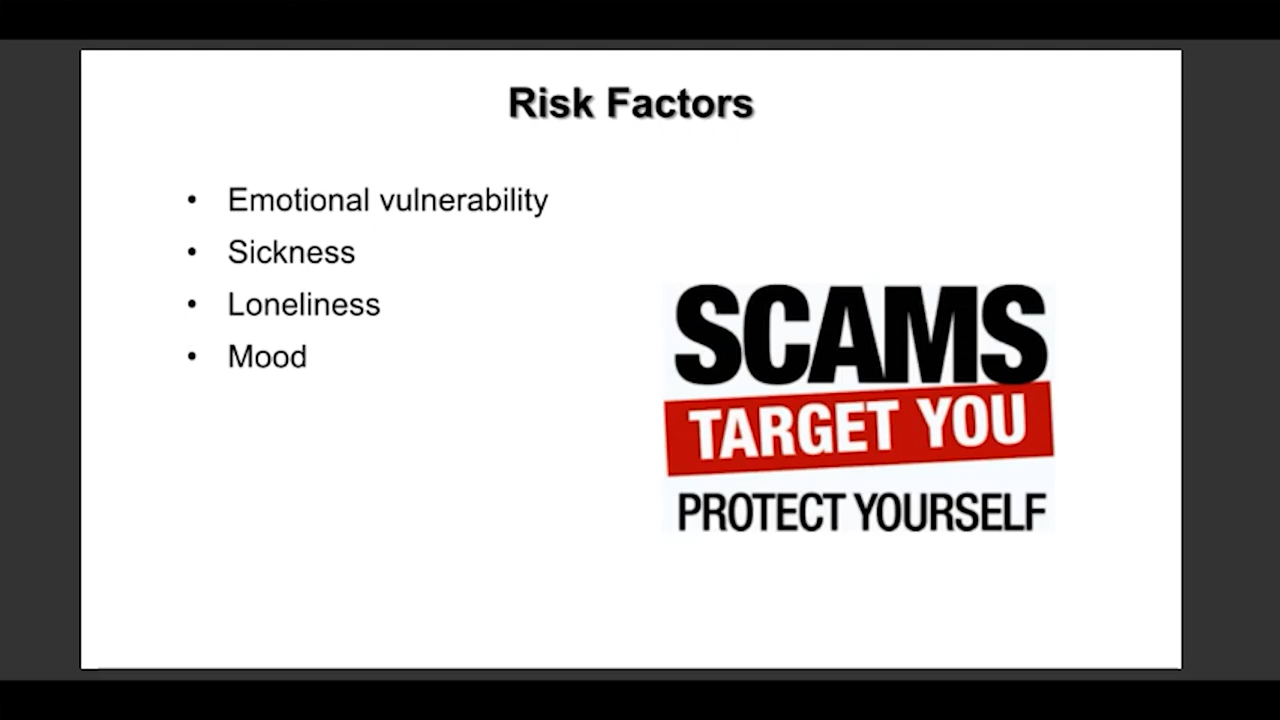 Risk Factors
• Emotional vulnerability
• Sickness
• Loneliness
• Mood
SCAMS
TARGET YOU
PROTECT YOURSELF